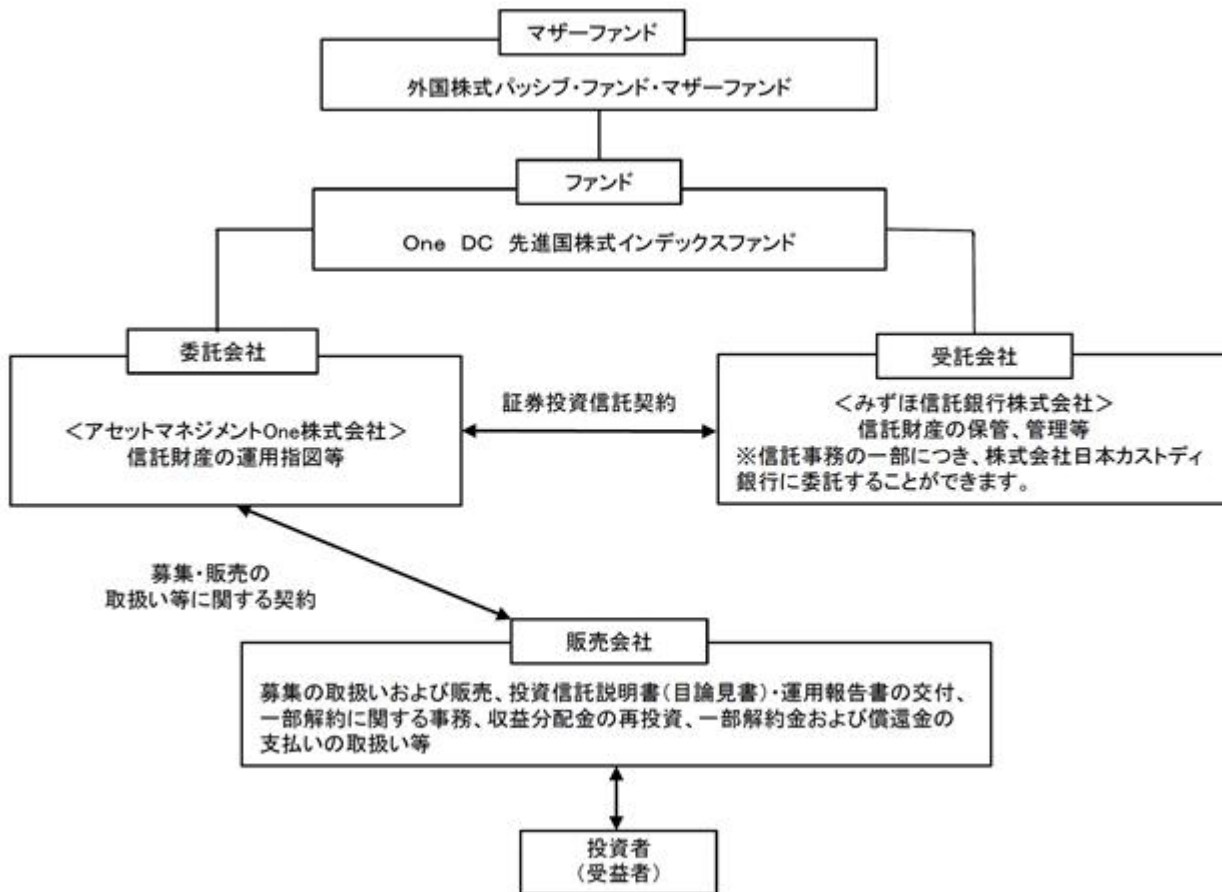 マザーファンド
外国株式パッシブ・ファンド・マザーファンド
ファンド
One DC 先進国株式インデックスファンド
委託会社
<アセットマネジメントOne株式会社>
信託財産の運用指図等
証券投資信託契約
受託会社
<みずほ信託銀行株式会社>
信託財産の保管、管理等
※信託事務の一部につき、株式会社日本カストディ
銀行に委託することができます。
募集・販売の
取扱い等に関する契約
販売会社
募集の取扱いおよび販売、投資信託説明書(目論見書)・運用報告書の交付、
一部解約に関する事務、収益分配金の再投資、一部解約金および償還金の
支払いの取扱い等
投資者
(受益者)